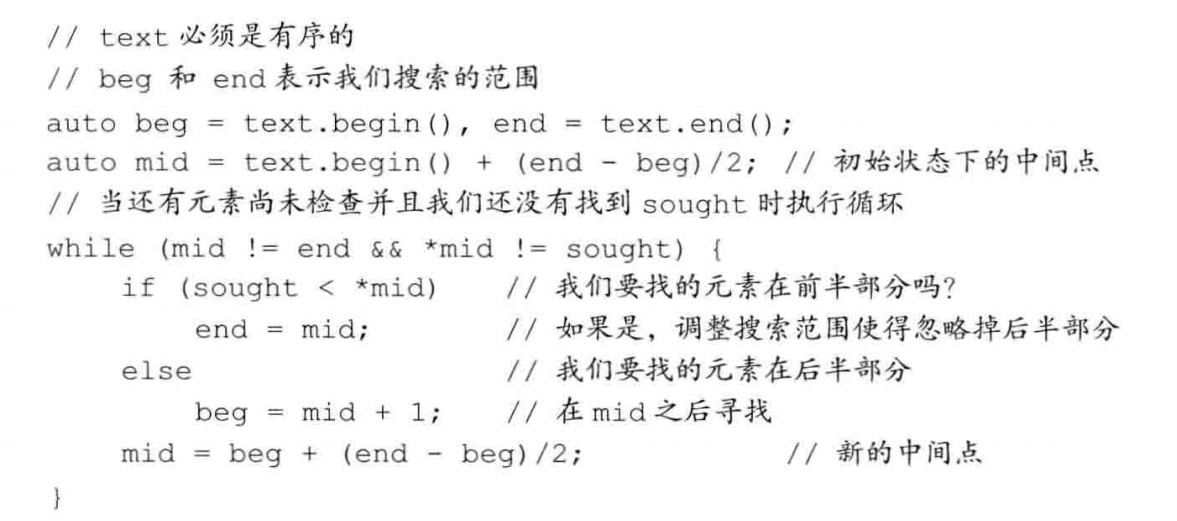 // text 必须是有序的
// beg 和 end 表示我们搜索的范围
auto beg = text.begin(), end = text.end();
auto mid = text.begin() + (end - beg)/2; // 初始状态下的中间点
// 当还有元素尚未检查并且我们还没有找到 sought 时执行循环
while (mid != end && *mid != sought) {
    if (sought < *mid)    // 我们要找的元素在前半部分吗?
        end = mid;        // 如果是，调整搜索范围使得忽略掉后半部分
    else                  // 我们要找的元素在后半部分
        beg = mid + 1;    // 在 mid 之后寻找
    mid = beg + (end - beg)/2;            // 新的中间点
}